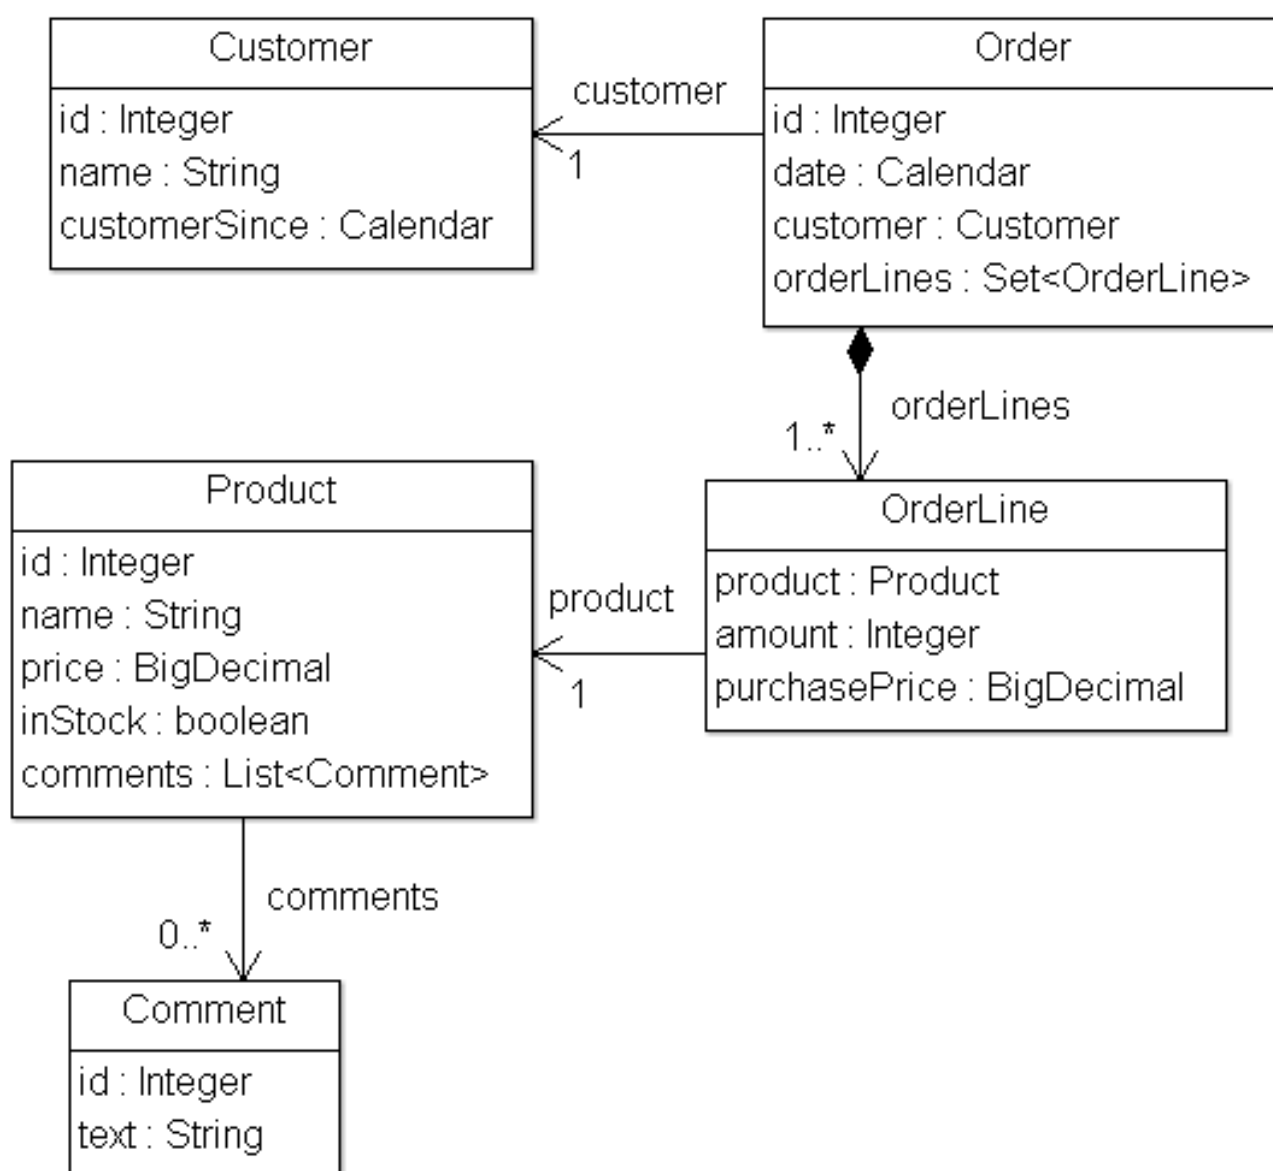 Customer
id : Integer
name : String
customerSince : Calendar
customer
1
Order
id : Integer
date : Calendar
customer : Customer
orderLines : Set<OrderLine>
orderLines
1..*
Product
id : Integer
name : String
price : BigDecimal
inStock : boolean
comments : List<Comment>
product
1
OrderLine
product : Product
amount : Integer
purchasePrice : BigDecimal
comments
0..*
Comment
id : Integer
text : String